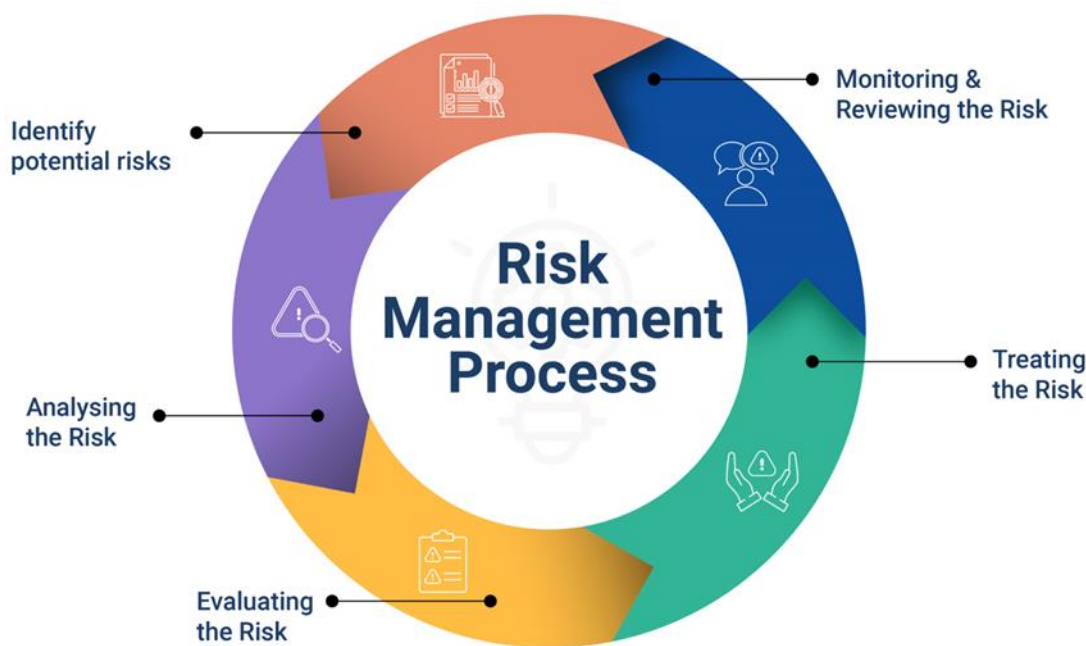 Monitoring &
Reviewing the Risk
Identify
potential risks
Risk
Management
Process
Treating
the Risk
Analysing
the Risk
Evaluating
the Risk